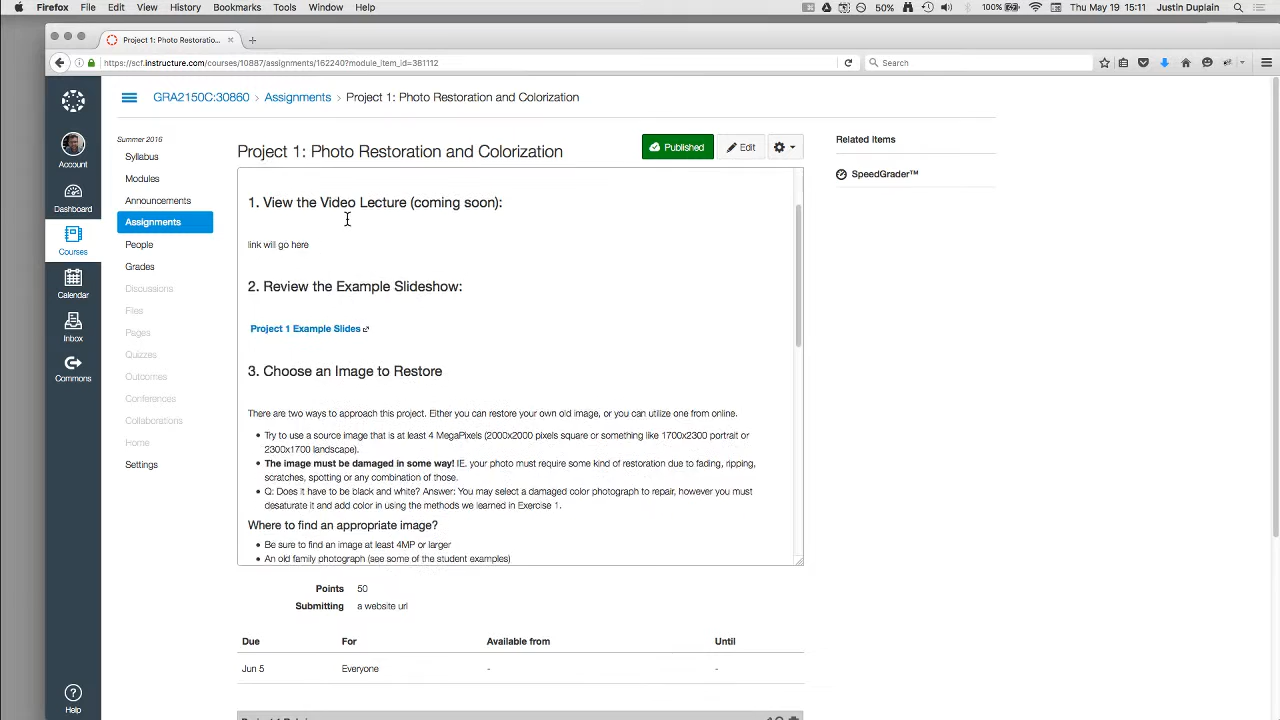 Firefox File Edit View History Bookmarks Tools Window Help 50% 100% Thu May 19 15:11 Justin Duplain
Project 1: Photo Restoratio...
https://scf.instructure.com/courses/10887/assignments/162240?module_item_id=381112
Search
GRA2150C:30860 > Assignments > Project 1: Photo Restoration and Colorization
Account
Dashboard
Courses
Calendar
Inbox
Commons
Help
Summer 2016
Syllabus
Modules
Announcements
Assignments
People
Grades
Discussions
Files
Pages
Quizzes
Outcomes
Conferences
Collaborations
Home
Settings
Project 1: Photo Restoration and Colorization
Published
Edit
1. View the Video Lecture (coming soon):
link will go here
2. Review the Example Slideshow:
Project 1 Example Slides
3. Choose an Image to Restore
There are two ways to approach this project. Either you can restore your own old image, or you can utilize one from online.
• Try to use a source image that is at least 4 MegaPixels (2000x2000 pixels square or something like 1700x2300 portrait or
2300x1700 landscape).
• The image must be damaged in some way! IE. your photo must require some kind of restoration due to fading, ripping,
scratches, spotting or any combination of those.
• Q: Does it have to be black and white? Answer: You may select a damaged color photograph to repair, however you must
desaturate it and add color in using the methods we learned in Exercise 1.
Where to find an appropriate image?
• Be sure to find an image at least 4MP or larger
• An old family photograph (see some of the student examples)
Points 50
Submitting a website url
Due For Available from Until
Jun 5 Everyone - -
Related Items
SpeedGrader™